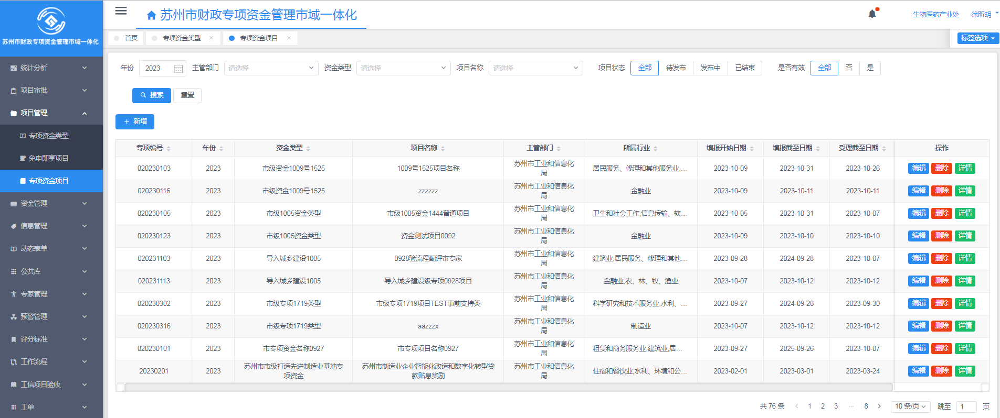 苏州市财政专项资金管理市域一体化
生物医药产业处 徐昕玥
苏州市财政专项资金管理市域一体化
首页 专项资金类型 × 专项资金项目 × 标签选项
统计分析
项目审批
项目管理
专项资金类型
免申即享项目
专项资金项目
资金管理
信息管理
动态表单
公共库
专家管理
预警管理
评分标准
工作流程
工信项目验收
工单
年份 2023 主管部门 请选择 资金类型 请选择 项目名称 请选择 项目状态 全部 待发布 发布中 已结束 是否有效 全部 否 是
搜索 重置
+ 新增
专项编号 年份 资金类型 项目名称 主管部门 所属行业 填报开始日期 填报截至日期 受理截至日期 操作
020230103 2023 市级资金1009号1525 1009号1525项目名称 苏州市工业和信息化局 居民服务、修理和其他服务业,... 2023-10-09 2023-10-31 2023-10-26 编辑 删除 详情
020230116 2023 市级资金1009号1525 zzzzzz 苏州市工业和信息化局 金融业 2023-10-09 2023-10-11 2023-10-11 编辑 删除 详情
020230105 2023 市级1005资金类型 市级1005资金1444普通项目 苏州市工业和信息化局 卫生和社会工作,信息传输、软... 2023-10-05 2023-10-31 2023-10-07 编辑 删除 详情
020230123 2023 市级1005资金类型 资金测试项目0092 苏州市工业和信息化局 金融业 2023-10-09 2023-10-10 2023-10-10 编辑 删除 详情
020231103 2023 导入城乡建设1005 0928验流程配评审专家 苏州市工业和信息化局 建筑业,居民服务、修理和其他... 2023-09-28 2024-09-28 2023-10-07 编辑 删除 详情
020231113 2023 导入城乡建设1005 导入城乡建设级专项0928项目 苏州市工业和信息化局 金融业,农、林、牧、渔业 2023-10-07 2023-10-12 2023-10-12 编辑 删除 详情
020230302 2023 市级专项1719类型 市级专项1719项目TEST事前支持类 苏州市工业和信息化局 科学研究和技术服务业,水利、... 2023-09-27 2024-09-28 2023-09-30 编辑 删除 详情
020230316 2023 市级专项1719类型 aazzzx 苏州市工业和信息化局 制造业 2023-10-07 2023-10-12 2023-10-12 编辑 删除 详情
020230101 2023 市专项资金名称0927 市专项项目名称0927 苏州市工业和信息化局 租赁和商务服务业,建筑业,居... 2023-09-27 2025-09-26 2023-10-07 编辑 删除 详情
20230201 2023 苏州市市级打造先进制造业基地专项资金 苏州市制造业企业智能化改造和数字化转型贷款贴息奖励 苏州市工业和信息化局 住宿和餐饮业,水利、环境和公... 2023-02-01 2023-03-01 2023-03-24 编辑 删除 详情
共 76 条 < 1 2 3 ... 8 > 10 条/页 跳至 1 页